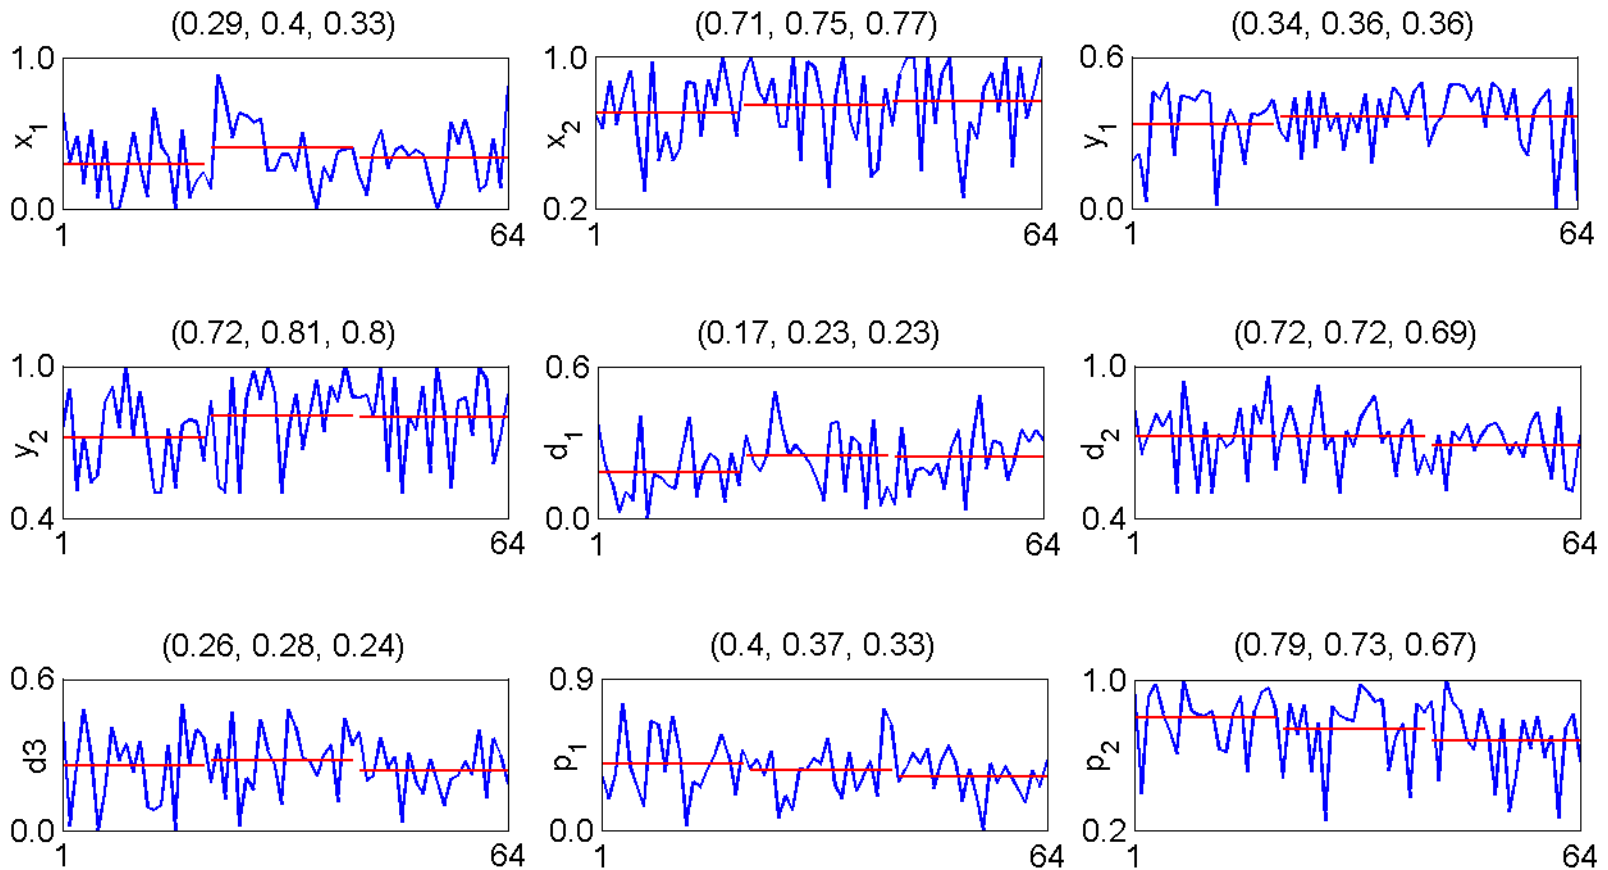 (0.29, 0.4, 0.33)
(0.71, 0.75, 0.77)
(0.34, 0.36, 0.36)
1.0
x1
0.0
1
64
1.0
x2
0.2
1
64
0.6
y1
0.0
1
64
(0.72, 0.81, 0.8)
(0.17, 0.23, 0.23)
(0.72, 0.72, 0.69)
1.0
y2
0.4
1
64
0.6
d1
0.0
1
64
1.0
d2
0.4
1
64
(0.26, 0.28, 0.24)
(0.4, 0.37, 0.33)
(0.79, 0.73, 0.67)
0.6
d3
0.0
1
64
0.9
p1
0.0
1
64
1.0
p2
0.2
1
64